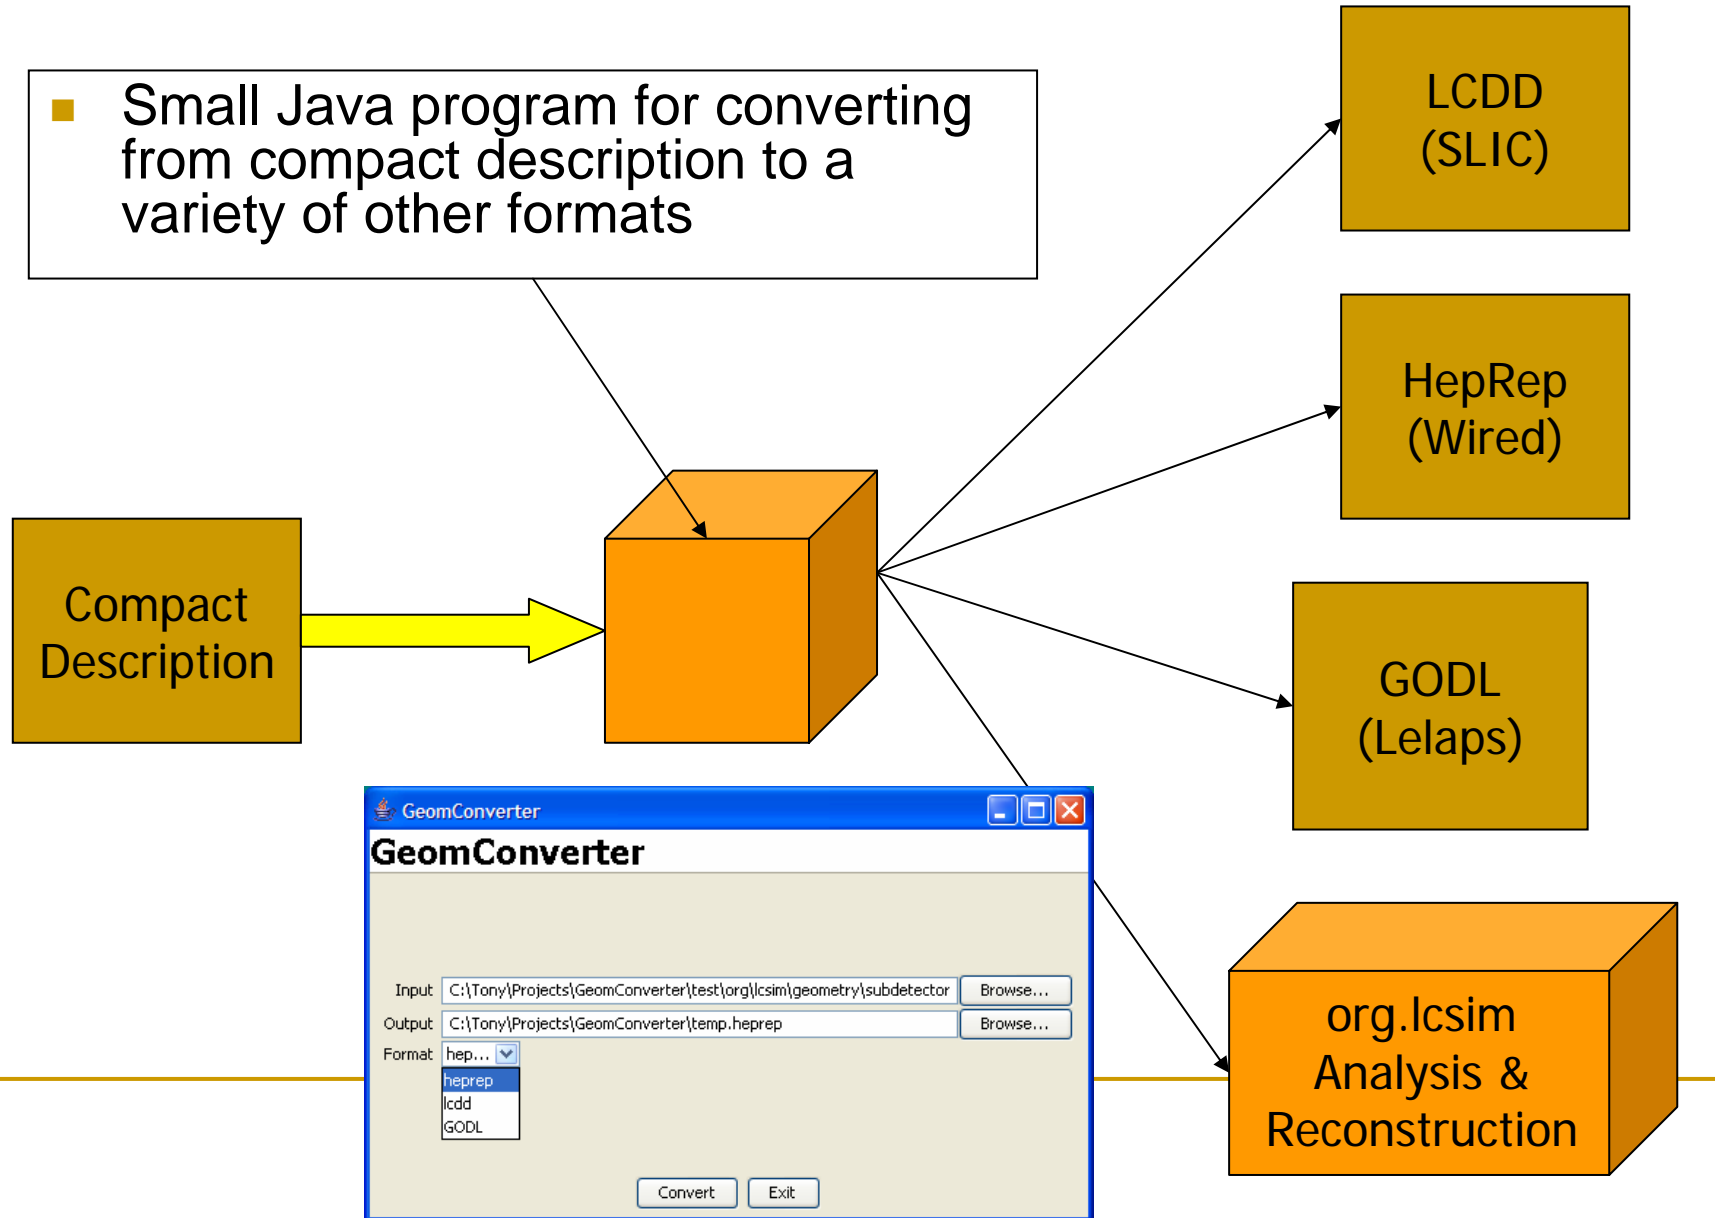 Small Java program for converting
from compact description to a
variety of other formats
LCDD
(SLIC)
HepRep
(Wired)
Compact
Description
GODL
(Lelaps)
GeomConverter
GeomConverter
Input C:\Tony\Projects\GeomConverter\test\org\lcsim\geometry\subdetector Browse...
Output C:\Tony\Projects\GeomConverter\temp.heprep Browse...
Format hep...
heprep
lcdd
GODL
Convert Exit
org.lcsim
Analysis &
Reconstruction